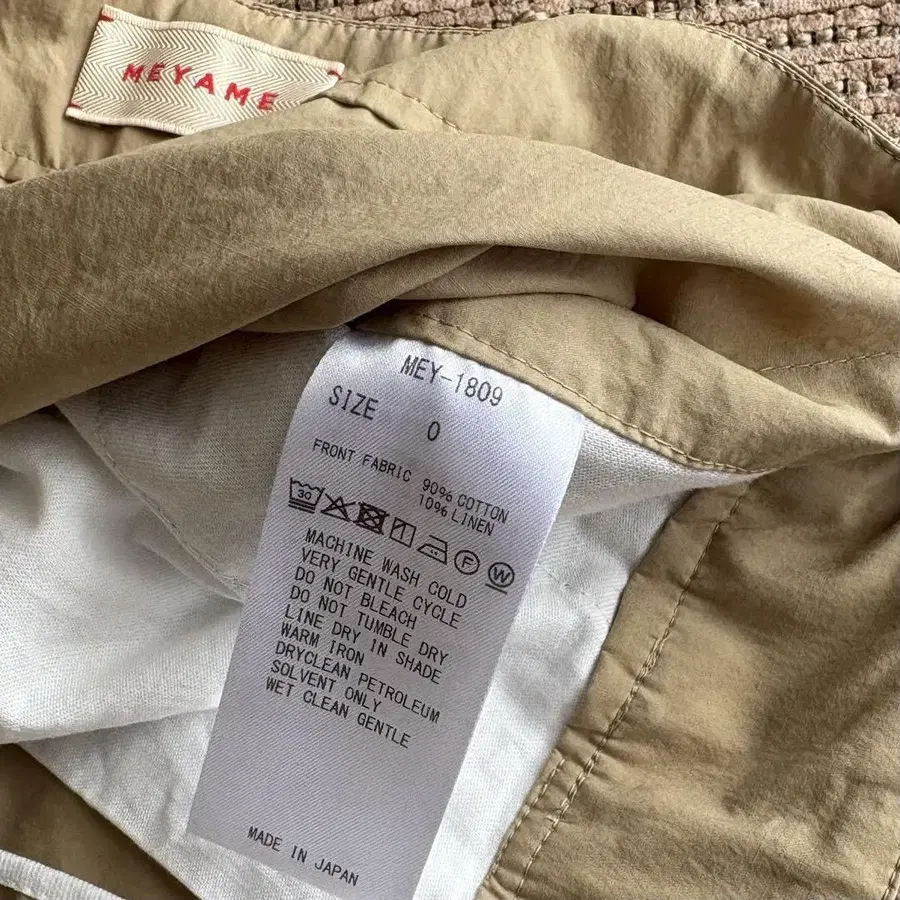 MEYAME
MEY-1809
SIZE
0
FRONT FABRIC 90% COTTON
10% LINEN
30
F
W
MACHINE WASH COLD
VERY GENTLE CYCLE
DO NOT BLEACH
DO NOT TUMBLE DRY
LINE DRY IN SHADE
WARM IRON
DRYCLEAN PETROLEUM
SOLVENT ONLY
WET CLEAN GENTLE
MADE IN JAPAN